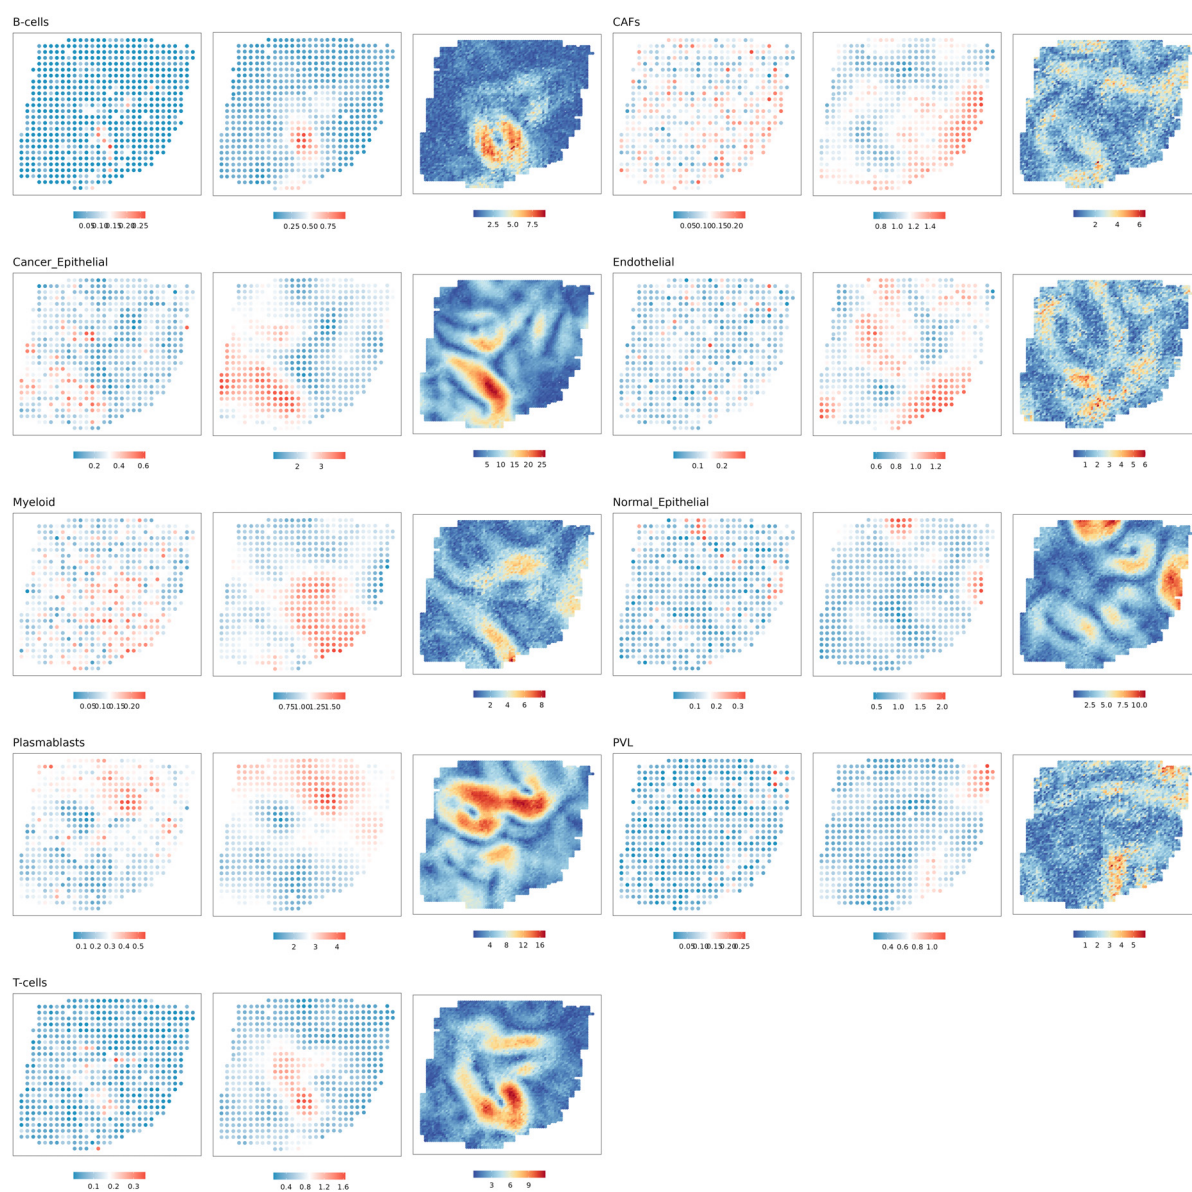 B-cells CAFs
0.05 0.10 0.15 0.20 0.25 0.25 0.50 0.75 2.5 5.0 7.5 0.05 0.10 0.15 0.20 0.8 1.0 1.2 1.4 2 4 6
Cancer_Epithelial Endothelial
0.2 0.4 0.6 2 3 5 10 15 20 25 0.1 0.2 0.6 0.8 1.0 1.2 1 2 3 4 5 6
Myeloid Normal_Epithelial
0.05 0.10 0.15 0.20 0.75 1.00 1.25 1.50 2 4 6 8 0.1 0.2 0.3 0.5 1.0 1.5 2.0 2.5 5.0 7.5 10.0
Plasmablasts PVL
0.1 0.2 0.3 0.4 0.5 2 3 4 4 8 12 16 0.05 0.10 0.15 0.20 0.25 0.4 0.6 0.8 1.0 1 2 3 4 5
T-cells
0.1 0.2 0.3 0.4 0.8 1.2 1.6 3 6 9